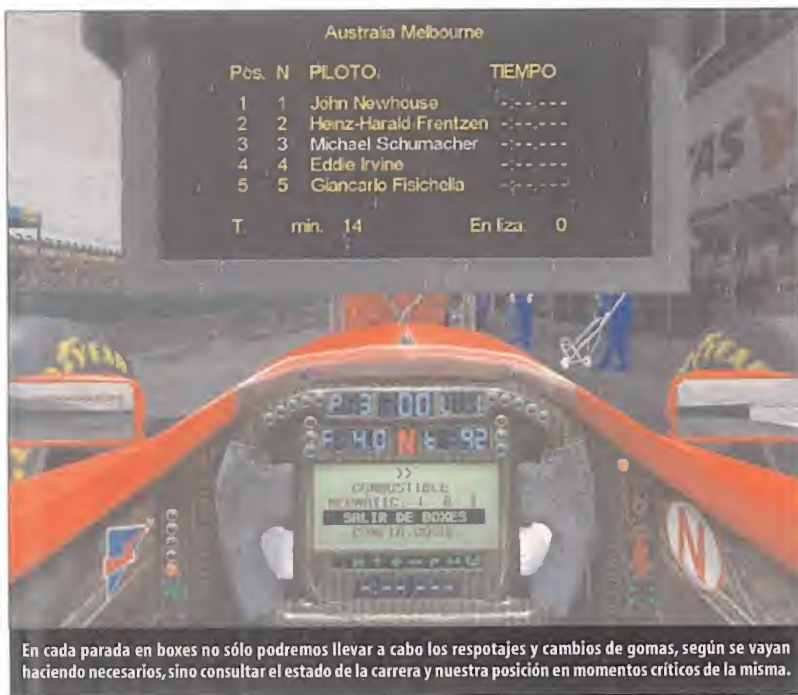 Australia Melbourne
Pos. N PILOTO. TIEMPO
1 1 John Newhouse -:--.---
2 2 Heinz-Harald Frentzen -:--.---
3 3 Michael Schumacher -:--.---
4 4 Eddie Irvine -:--.---
5 5 Giancarlo Fisichella -:--.---
T. min. 14 En liza: 0
P 3 00
N t 92
>>
COMBUSTIBLE
SALIR DE BOXES
N
En cada parada en boxes no sólo podremos llevar a cabo los respotajes y cambios de gomas, según se vayan
haciendo necesarios, sino consultar el estado de la carrera y nuestra posición en momentos críticos de la misma.